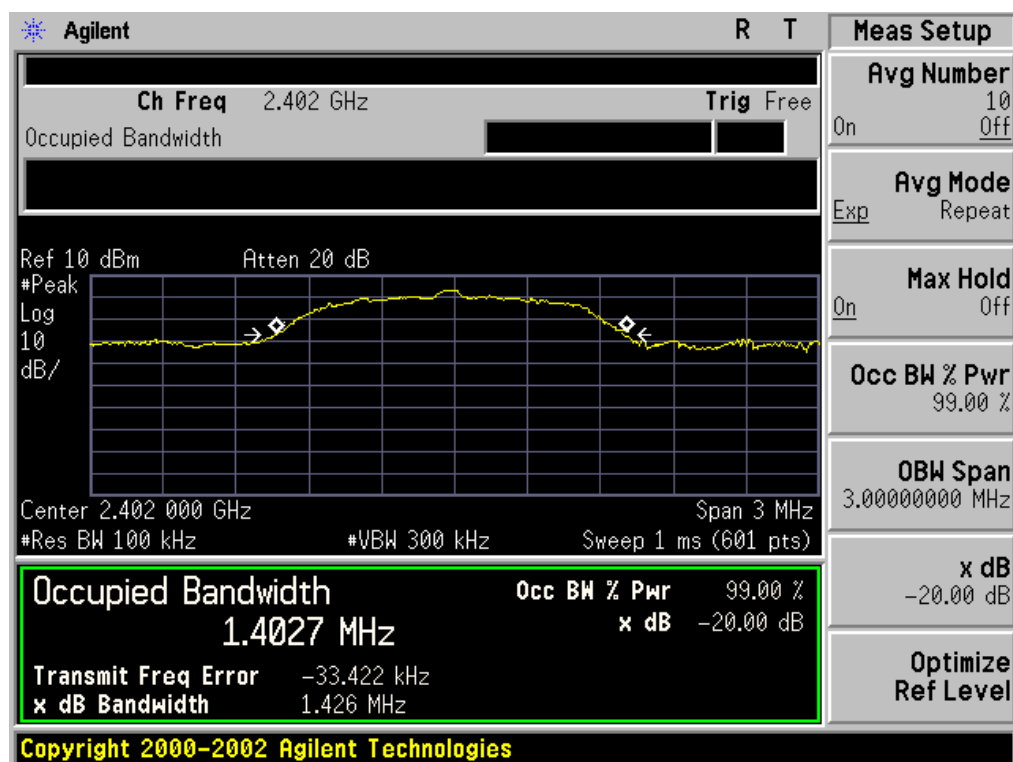 Agilent R T
Ch Freq 2.402 GHz Trig Free
Occupied Bandwidth
Ref 10 dBm Atten 20 dB
#Peak
Log
10
dB/
Center 2.402 000 GHz Span 3 MHz
#Res BW 100 kHz #VBW 300 kHz Sweep 1 ms (601 pts)
Occupied Bandwidth Occ BW % Pwr 99.00 %
1.4027 MHz x dB -20.00 dB
Transmit Freq Error -33.422 kHz
x dB Bandwidth 1.426 MHz
Copyright 2000-2002 Agilent Technologies
Meas Setup
Avg Number
10
On Off
Avg Mode
Exp Repeat
Max Hold
On Off
Occ BW % Pwr
99.00 %
OBW Span
3.00000000 MHz
x dB
-20.00 dB
Optimize
Ref Level